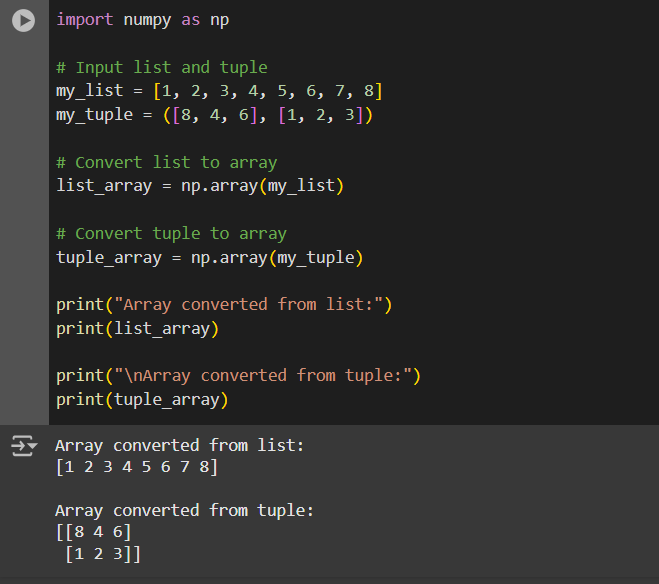 import numpy as np
# Input list and tuple
my_list = [1, 2, 3, 4, 5, 6, 7, 8]
my_tuple = ([8, 4, 6], [1, 2, 3])
# Convert list to array
list_array = np.array(my_list)
# Convert tuple to array
tuple_array = np.array(my_tuple)
print("Array converted from list:")
print(list_array)
print("\nArray converted from tuple:")
print(tuple_array)
Array converted from list:
[1 2 3 4 5 6 7 8]
Array converted from tuple:
[[8 4 6]
 [1 2 3]]